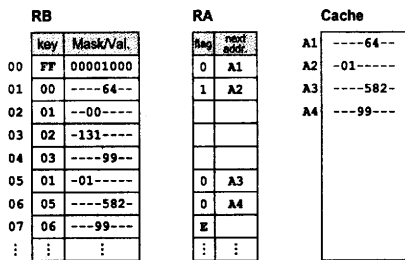 RB RA Cache
key Mask/Val. flag next addr. A1 ----64--
00 FF 00001000 0 A1 A2 -01-----
01 00 ----64-- 1 A2 A3 ----582-
02 01 --00---- A4 ----99---
03 02 -131----
04 03 ----99--
05 01 -01----- 0 A3
06 05 ----582- 0 A4
07 06 ---99--- E
⋮ ⋮ ⋮ ⋮ ⋮